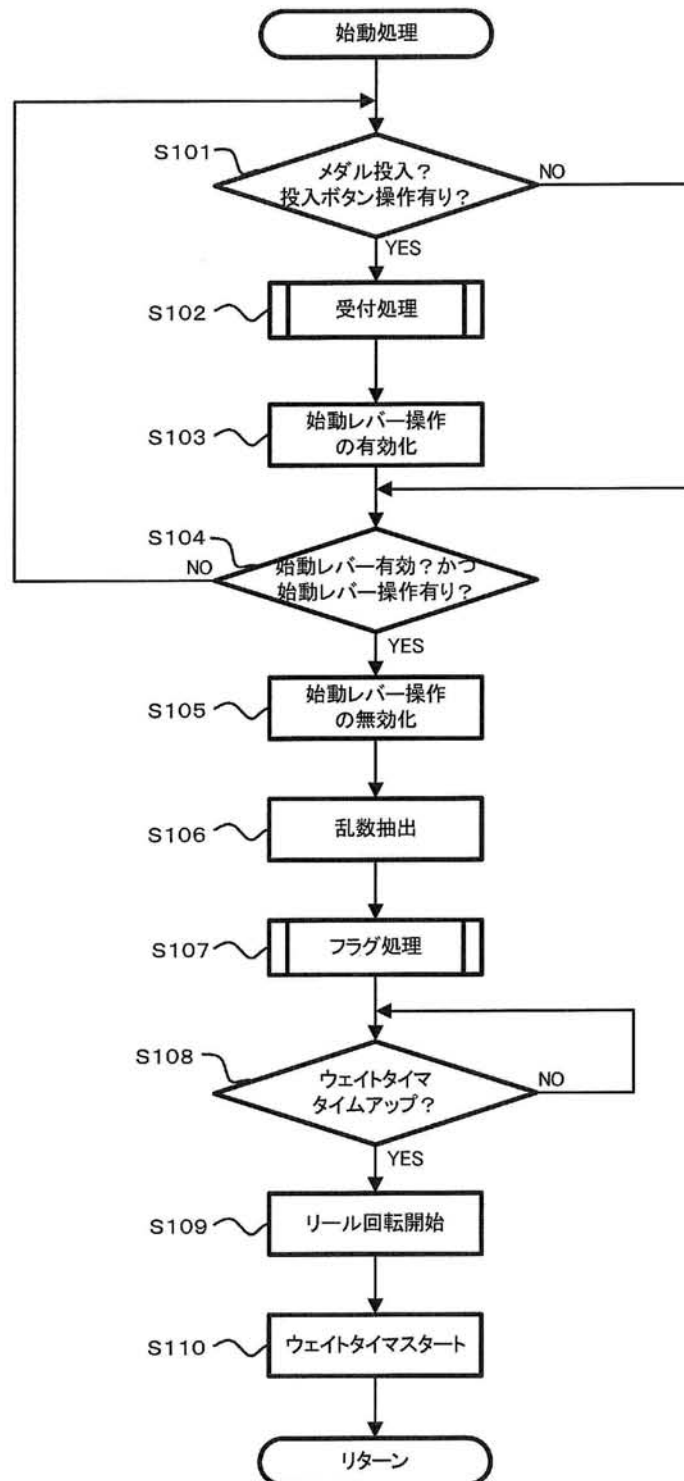 始動処理
S101
メダル投入?
投入ボタン操作有り?
NO
YES
S102
受付処理
S103
始動レバー操作
の有効化
S104
NO
始動レバー有効?かつ
始動レバー操作有り?
YES
S105
始動レバー操作
の無効化
S106
乱数抽出
S107
フラグ処理
S108
ウェイトタイマ
タイムアップ?
NO
YES
S109
リール回転開始
S110
ウェイトタイマスタート
リターン